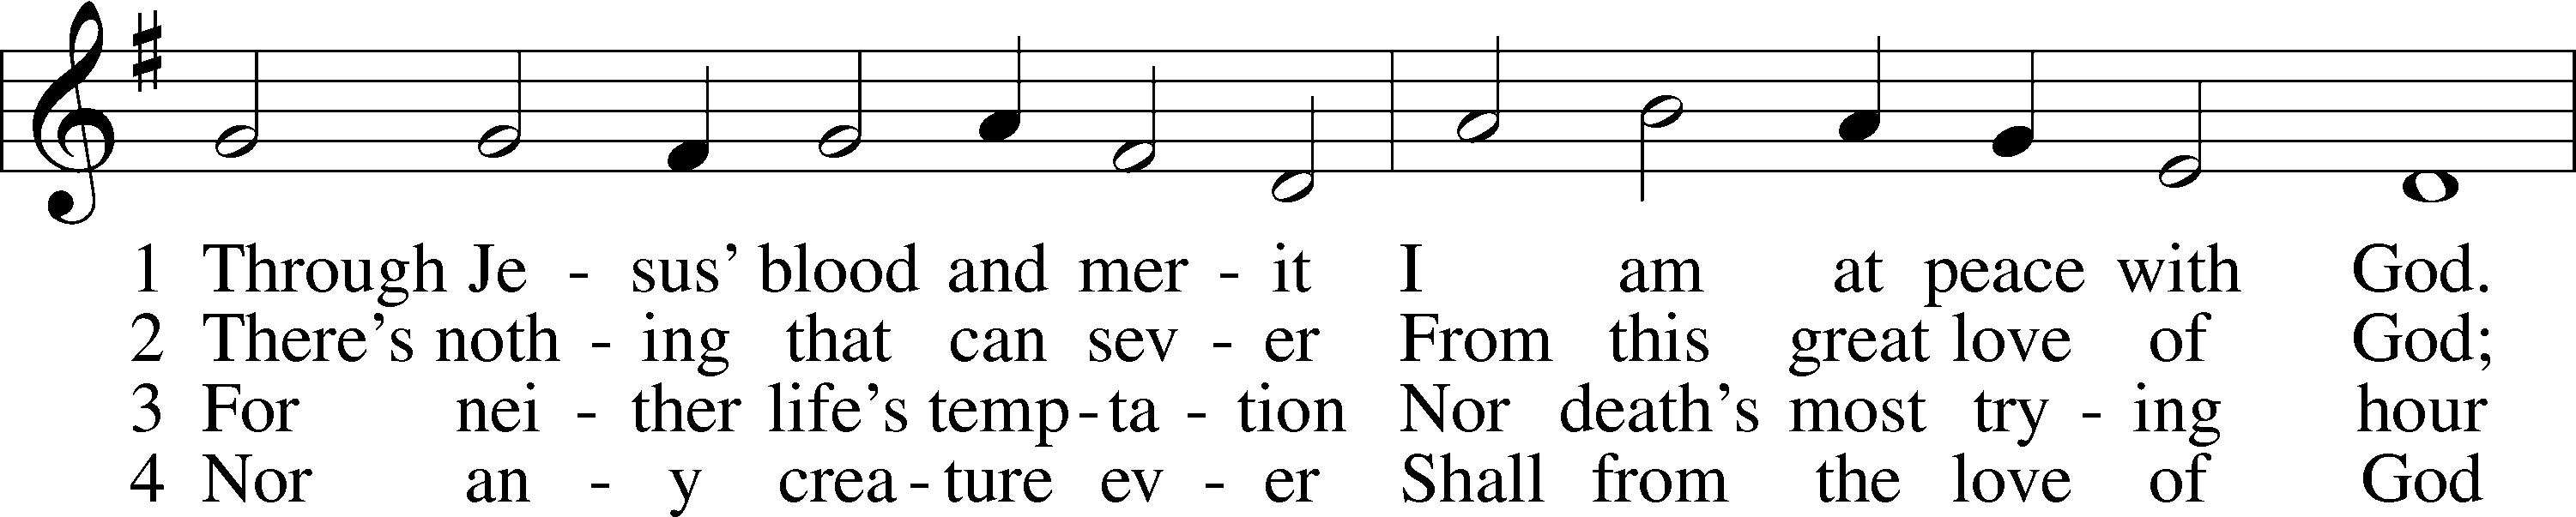 1 Through Je - sus' blood and mer - it I am at peace with God.
2 There's noth - ing that can sev - er From this great love of God;
3 For nei - ther life's temp - ta - tion Nor death's most try - ing hour
4 Nor an - y crea - ture ev - er Shall from the love of God